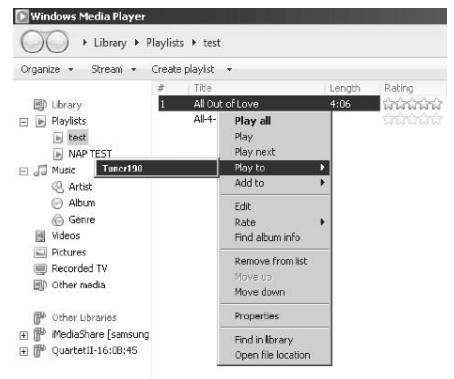 Windows Media Player
Library ▸ Playlists ▸ test
Organize Stream Create playlist
# Title Length Rating
1 All Out of Love 4:06
All-4-
Library
Playlists
test
NAP TEST
Music
Artist
Album
Genre
Videos
Pictures
Recorded TV
Other media
Other Libraries
iMediaShare [samsung
QuartetII-16:0B:45
Tuner190
Play all
Play
Play next
Play to
Add to
Edit
Rate
Find album info
Remove from list
Move up
Move down
Properties
Find in library
Open file location